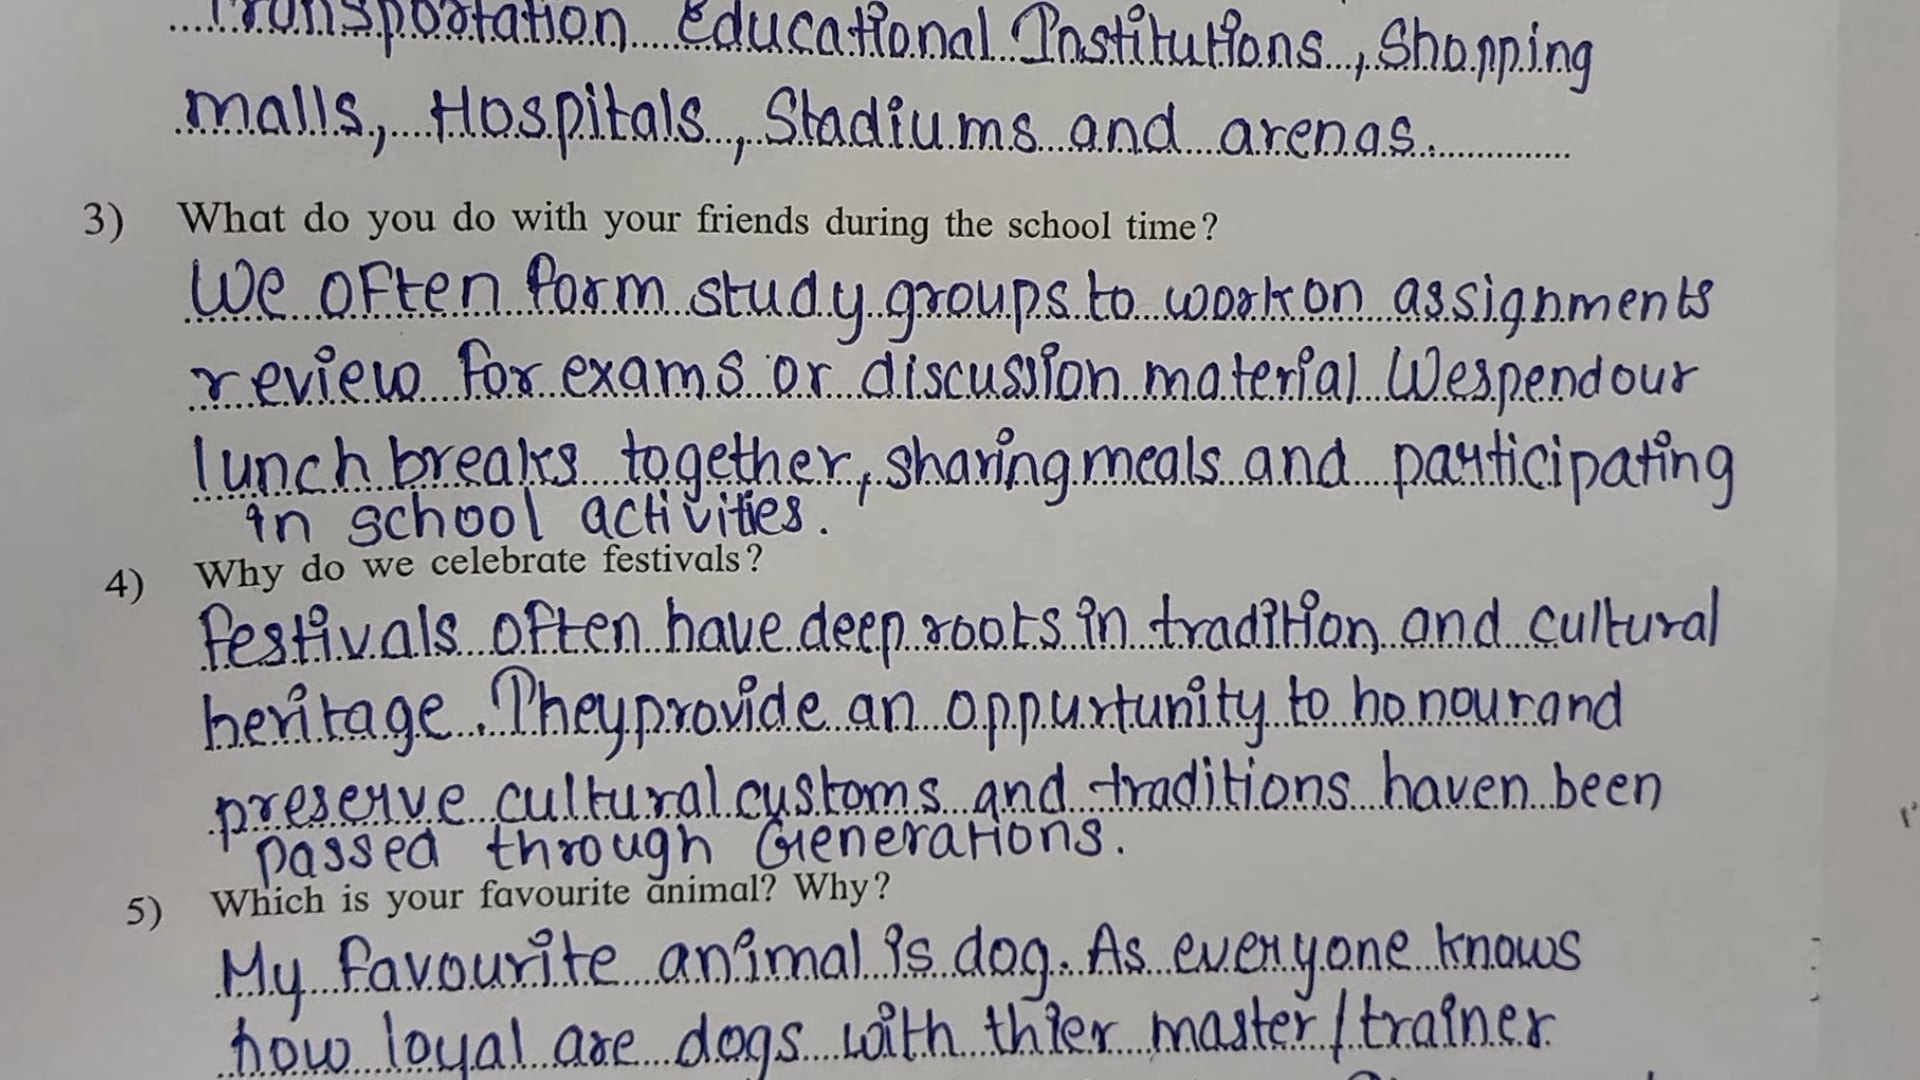 Transportation Educational Institutions, Shopping
malls, Hospitals, Stadiums and arenas.
3) What do you do with your friends during the school time?
We often form study groups to work on assignments
review for exams or discussion material We spend our
lunch breaks together, sharing meals and participating
in school activities.
4) Why do we celebrate festivals?
festivals often have deep roots in tradition, and cultural
heritage. They provide an oppurtunity to honour and
preserve cultural customs and traditions haven been
passed through Generations.
5) Which is your favourite animal? Why?
My favourite animal is dog. As everyone knows
how loyal are dogs with thier master/trainer